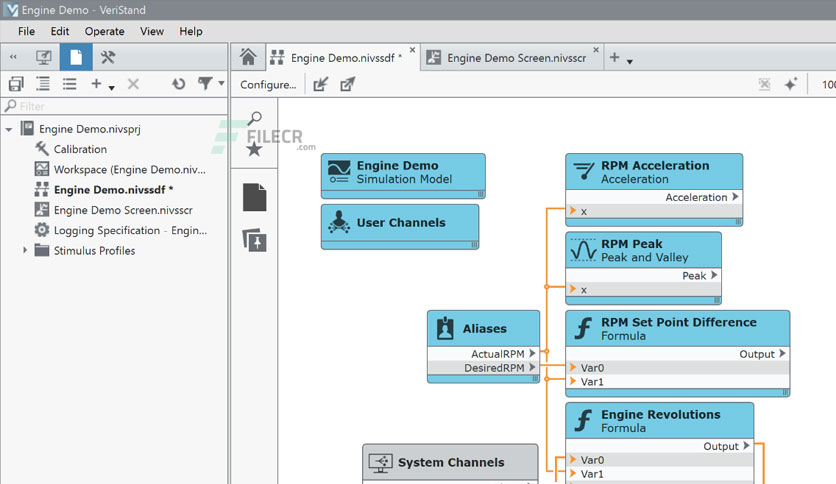 Engine Demo - VeriStand
File Edit Operate View Help
Engine Demo.nivssdf *
Engine Demo Screen.nivsscr
Configure...
100
Filter
FILECR
.com
Engine Demo.nivsprj
Calibration
Workspace (Engine Demo.niv...
Engine Demo.nivssdf *
Engine Demo Screen.nivsscr
Logging Specification - Engin...
Stimulus Profiles
Engine Demo
Simulation Model
User Channels
Aliases
ActualRPM
DesiredRPM
System Channels
RPM Acceleration
Acceleration
Acceleration
x
RPM Peak
Peak and Valley
Peak
x
RPM Set Point Difference
Formula
Output
Var0
Var1
Engine Revolutions
Formula
Output
Var0
Var1